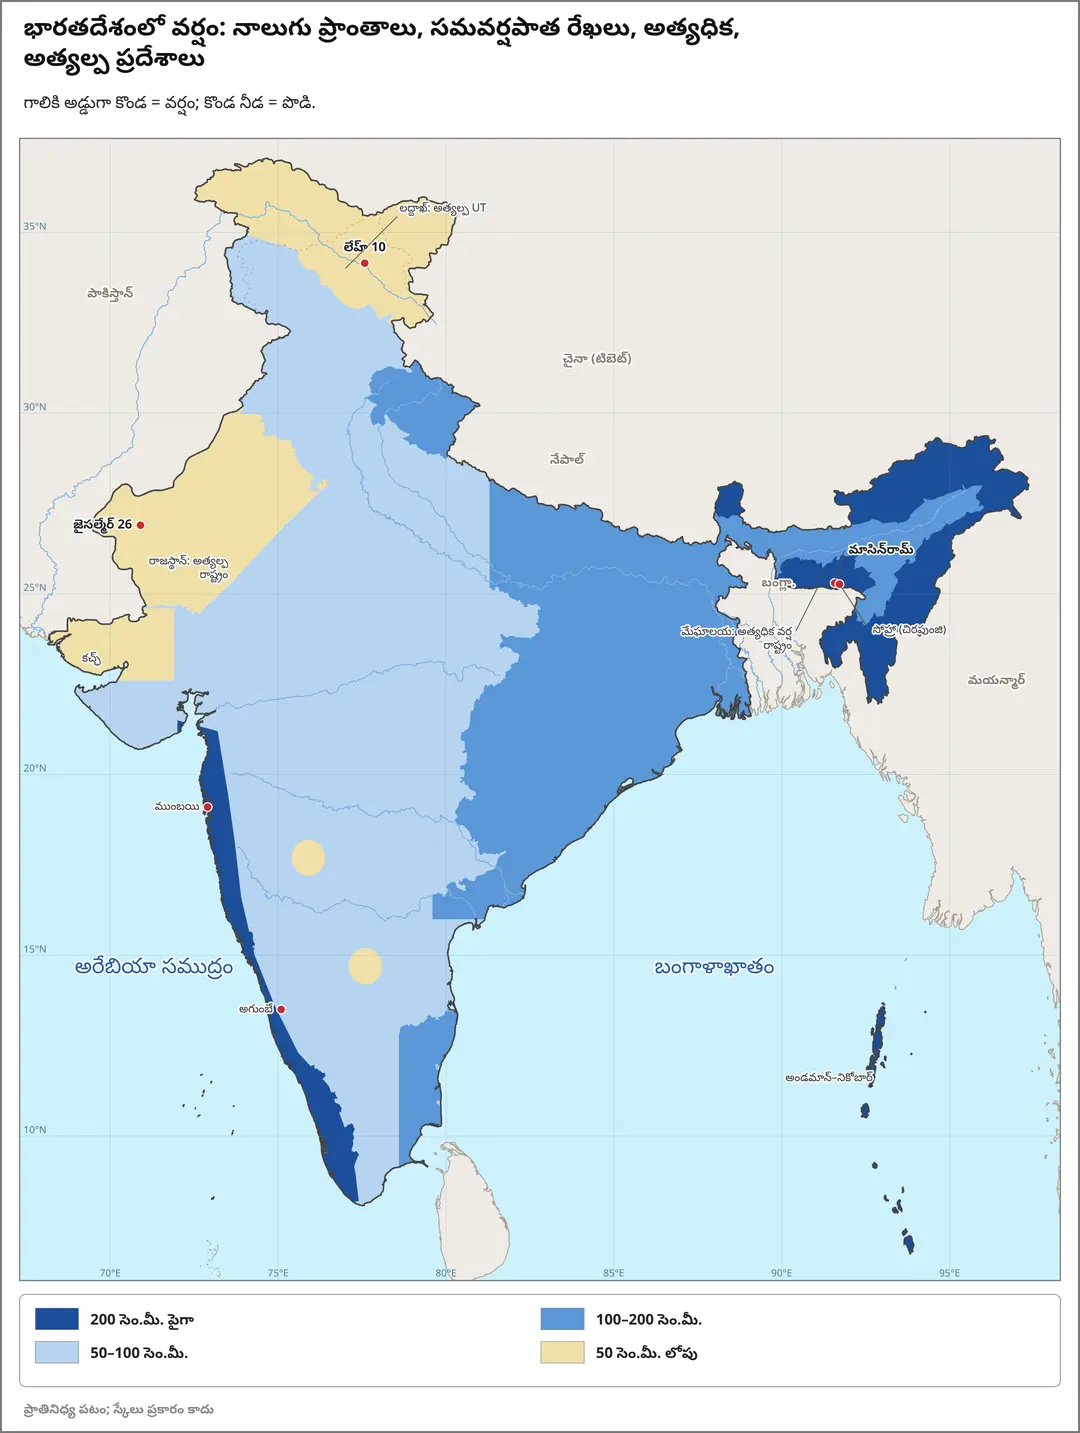 భారతదేశంలో వర్షం: నాలుగు ప్రాంతాలు, సమవర్షపాత రేఖలు, అత్యధిక,
అత్యల్ప ప్రదేశాలు
గాలికి అడ్డుగా కొండ = వర్షం; కొండ నీడ = పొడి.
లద్దాఖ్: అత్యల్ప UT
35°N
లేహ్ 10
పాకిస్తాన్
చైనా (టిబెట్)
30°N
నేపాల్
జైసల్మేర్ 26
మాసిన్‌రామ్
రాజస్థాన్: అత్యల్ప
రాష్ట్రం
25°N
బంగ్లా.
మేఘాలయ: అత్యధిక వర్ష
రాష్ట్రం
సోహ్రా (చిరపుంజి)
కచ్ఛ్
మయన్మార్
20°N
ముంబయి
15°N
అరేబియా సముద్రం
బంగాళాఖాతం
అగుంబే
అండమాన్–నికోబార్
10°N
70°E
75°E
80°E
85°E
90°E
95°E
200 సెం.మీ. పైగా
100–200 సెం.మీ.
50–100 సెం.మీ.
50 సెం.మీ. లోపు
ప్రాతినిధ్య పటం; స్కేలు ప్రకారం కాదు